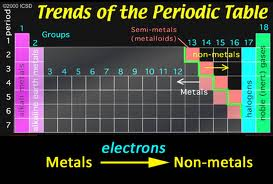 ©2000 ICSD
Trends of the Periodic Table
period
1
18
Groups
Semi-metals
(metalloids)
1
2
13 14 non-metals
2
15
3
3 4 5 6 7 8 9 10 11 12
16 17
4
Metals
5
6
7
alkali metals
alkaline earth metals
halogens
noble (inert) gases
electrons
Metals
Non-metals